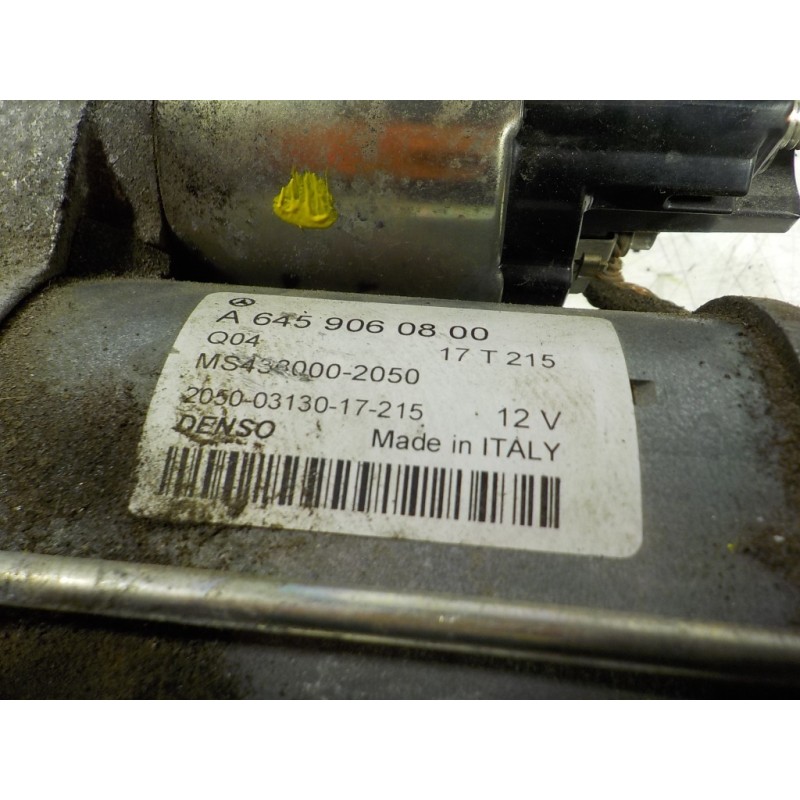 A 645 906 08 00
Q04 17 T 215
MS438000-2050
2050-03130-17-215 12 V
DENSO Made in ITALY